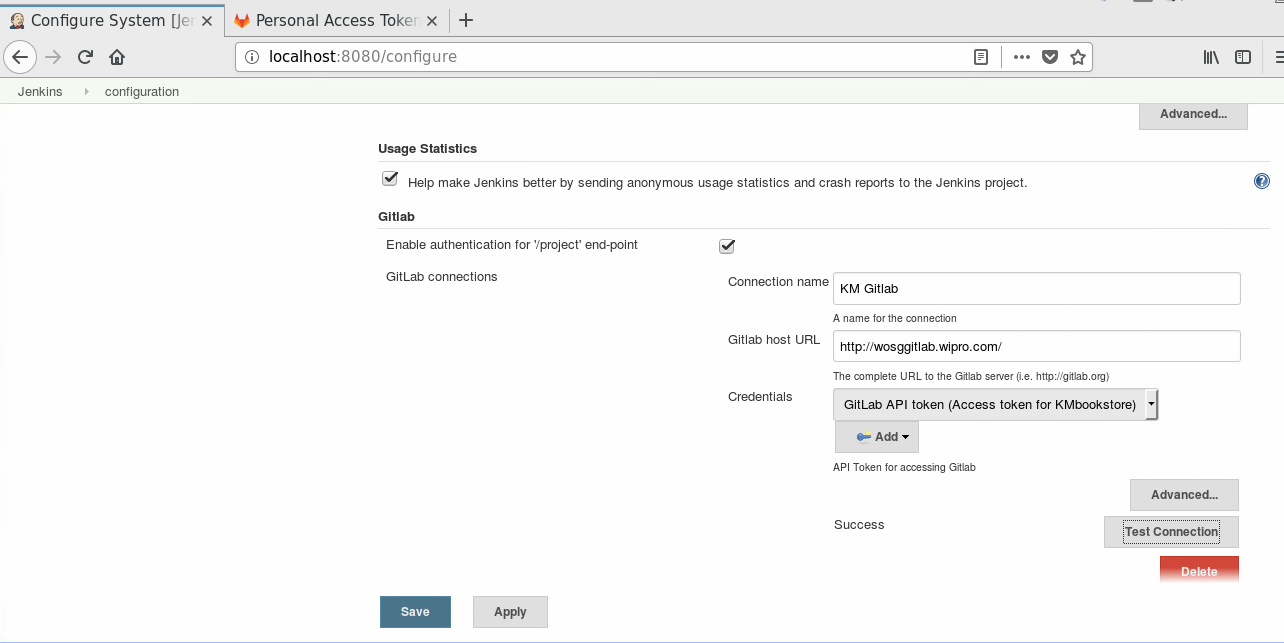 Configure System [Je
Personal Access Token
localhost:8080/configure
Jenkins
configuration
Advanced...
Usage Statistics
Help make Jenkins better by sending anonymous usage statistics and crash reports to the Jenkins project.
Gitlab
Enable authentication for '/project' end-point
GitLab connections
Connection name
KM Gitlab
A name for the connection
Gitlab host URL
http://wosggitlab.wipro.com/
The complete URL to the Gitlab server (i.e. http://gitlab.org)
Credentials
GitLab API token (Access token for KMbookstore)
Add
API Token for accessing Gitlab
Advanced...
Success
Test Connection
Delete
Save
Apply